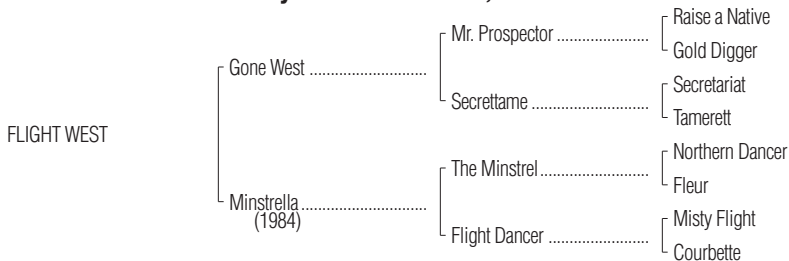 Raise a Native
Mr. Prospector .......................
Gold Digger
Gone West .............................
Secretariat
Secrettame .............................
Tamerett
FLIGHT WEST
Northern Dancer
The Minstrel...........................
Fleur
Minstrella...............................
(1984)
Misty Flight
Flight Dancer .........................
Courbette